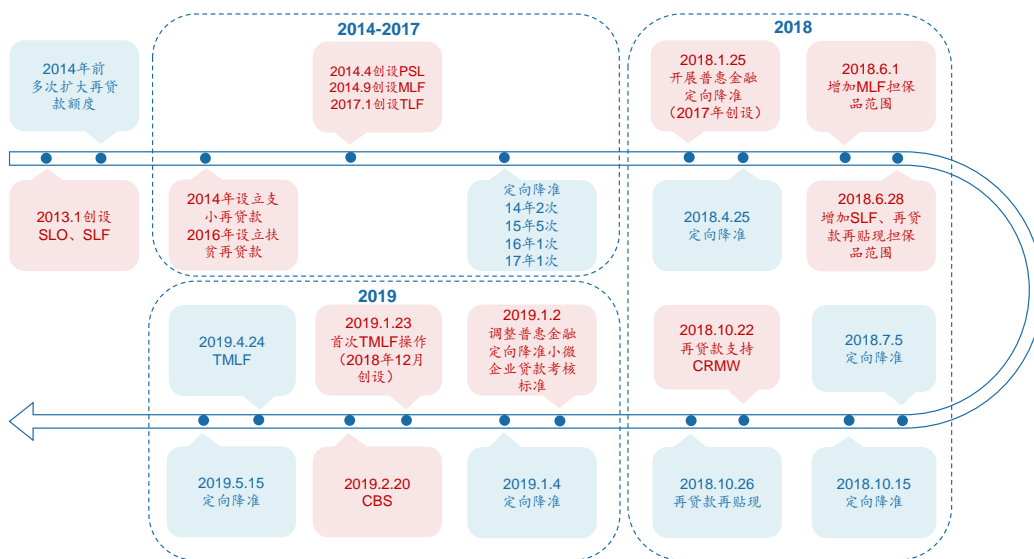 2014-2017
2018
2014年前
多次扩大再贷
款额度
2014.4创设PSL
2014.9创设MLF
2017.1创设TLF
2018.1.25
开展普惠金融
定向降准
（2017年创设）
2018.6.1
增加MLF担保
品范围
2013.1创设
SLO、SLF
2014年设立支
小再贷款
2016年设立扶
贫再贷款
定向降准
14年2次
15年5次
16年1次
17年1次
2018.4.25
定向降准
2018.6.28
增加SLF、再贷
款再贴现担保
品范围
2019
2019.4.24
TMLF
2019.1.23
首次TMLF操作
（2018年12月
创设）
2019.1.2
调整普惠金融
定向降准小微
企业贷款考核
标准
2018.10.22
再贷款支持
CRMW
2018.7.5
定向降准
2019.5.15
定向降准
2019.2.20
CBS
2019.1.4
定向降准
2018.10.26
再贷款再贴现
2018.10.15
定向降准